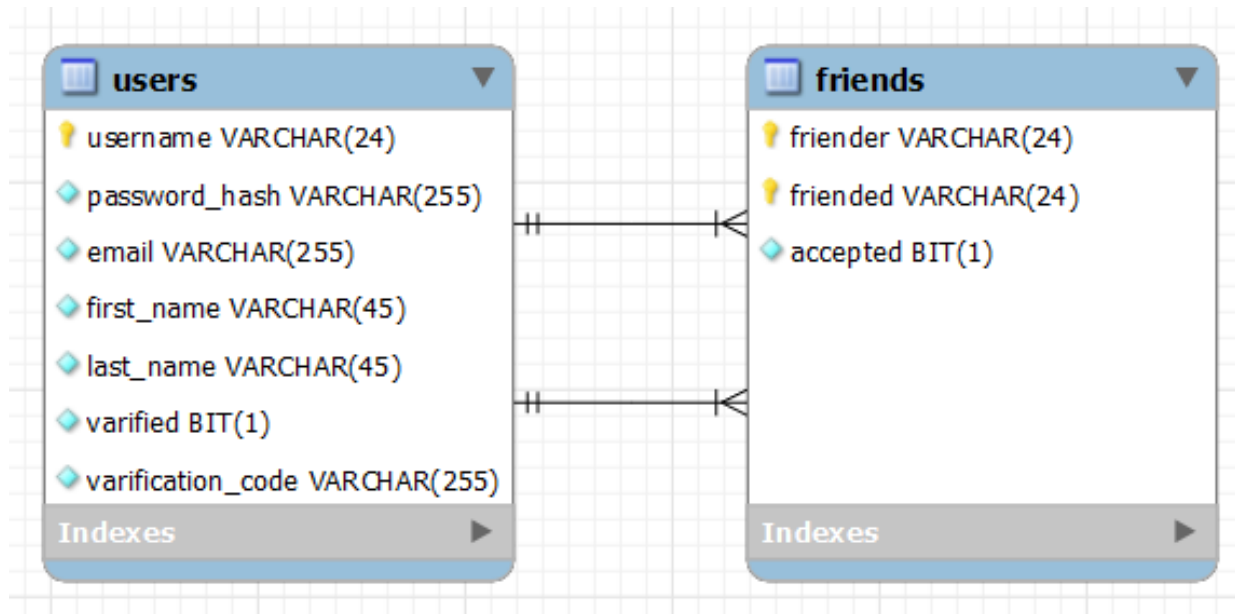 users
username VARCHAR(24)
password_hash VARCHAR(255)
email VARCHAR(255)
first_name VARCHAR(45)
last_name VARCHAR(45)
varified BIT(1)
varification_code VARCHAR(255)
Indexes
friends
friender VARCHAR(24)
friended VARCHAR(24)
accepted BIT(1)
Indexes